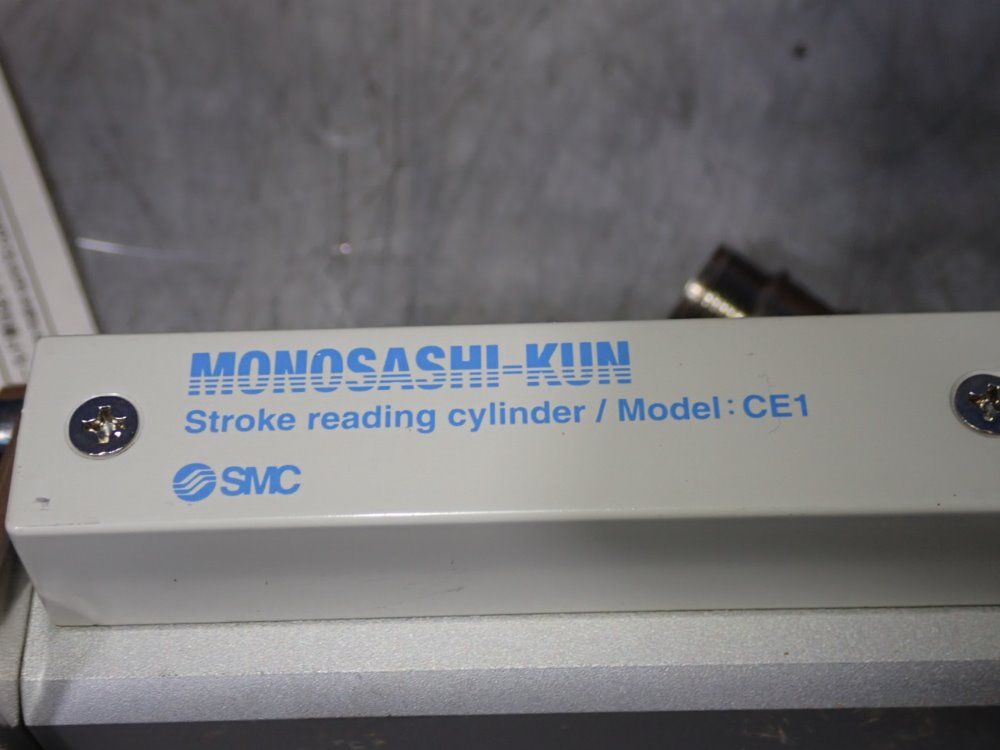 MONOSASHI-KUN
Stroke reading cylinder / Model: CE1
SMC